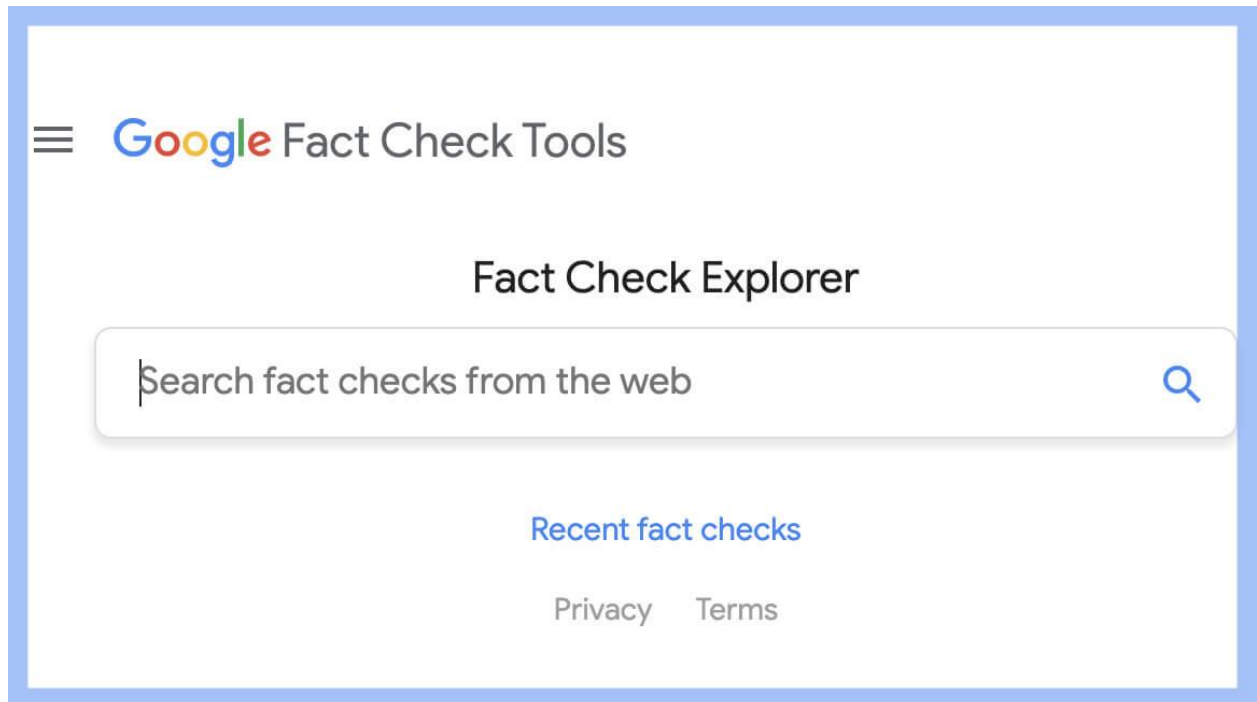 Google Fact Check Tools
Fact Check Explorer
Search fact checks from the web
Recent fact checks
Privacy Terms